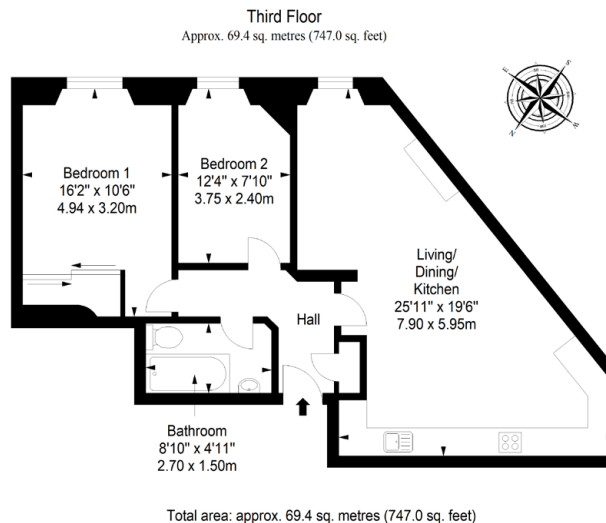 Third Floor
Approx. 69.4 sq. metres (747.0 sq. feet)
E
S
N
W
Bedroom 1
16'2" x 10'6"
4.94 x 3.20m
Bedroom 2
12'4" x 7'10"
3.75 x 2.40m
Living/
Dining/
Kitchen
25'11" x 19'6"
7.90 x 5.95m
Hall
Bathroom
8'10" x 4'11"
2.70 x 1.50m
Total area: approx. 69.4 sq. metres (747.0 sq. feet)